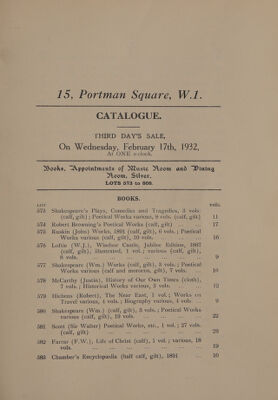 15, Portman Square, W.1.
CATALOGUE.
THIRD DAY'S SALE,
On Wednesday, February 17th, 1932,
At ONE o'clock.
Books, Appointments of Music Room and Dining
Room, Silver.
LOTS 573 to 809.
BOOKS.
LOT vols.
573 Shakespeare's Plays, Comedies and Tragedies, 3 vols.
(calf, gilt); Poetical Works various, 8 vols. (calf, gilt) 11
574 Robert Browning's Poetical Works (calf, gilt) ... 17
575 Ruskin (John) Works, 1851 (calf, gilt), 6 vols.; Poetical
Works various (calf, gilt), 10 vols. ... 16
576 Loftie (W.J.), Windsor Castle, Jubilee Edition, 1887
(calf, gilt), illustrated, 1 vol.; various (calf, gilt),
8 vols. ... 9
577 Shakespeare (Wm.) Works (calf, gilt), 3 vols.; Poetical
Works various (calf and morocco, gilt), 7 vols. 10
578 McCarthy (Justin), History of Our Own Times (cloth),
7 vols.; Historical Works various, 5 vols. ... 12
579 Hichens (Robert), The Near East, 1 vol.; Works on
Travel various, 4 vols.; Biography various, 4 vols. ... 9
580 Shakespeare (Wm.) (calf, gilt), 3 vols.; Poetical Works
various (calf, gilt), 19 vols. ... 22
581 Scott (Sir Walter) Poetical Works, etc., 1 vol.; 27 vols.
(calf, gilt) ... 28
582 Farrar (F.W.), Life of Christ (calf), 1 vol.; various, 18
vols. ... 19
583 Chamber's Encyclopædia (half calf, gilt), 1891 ... 10